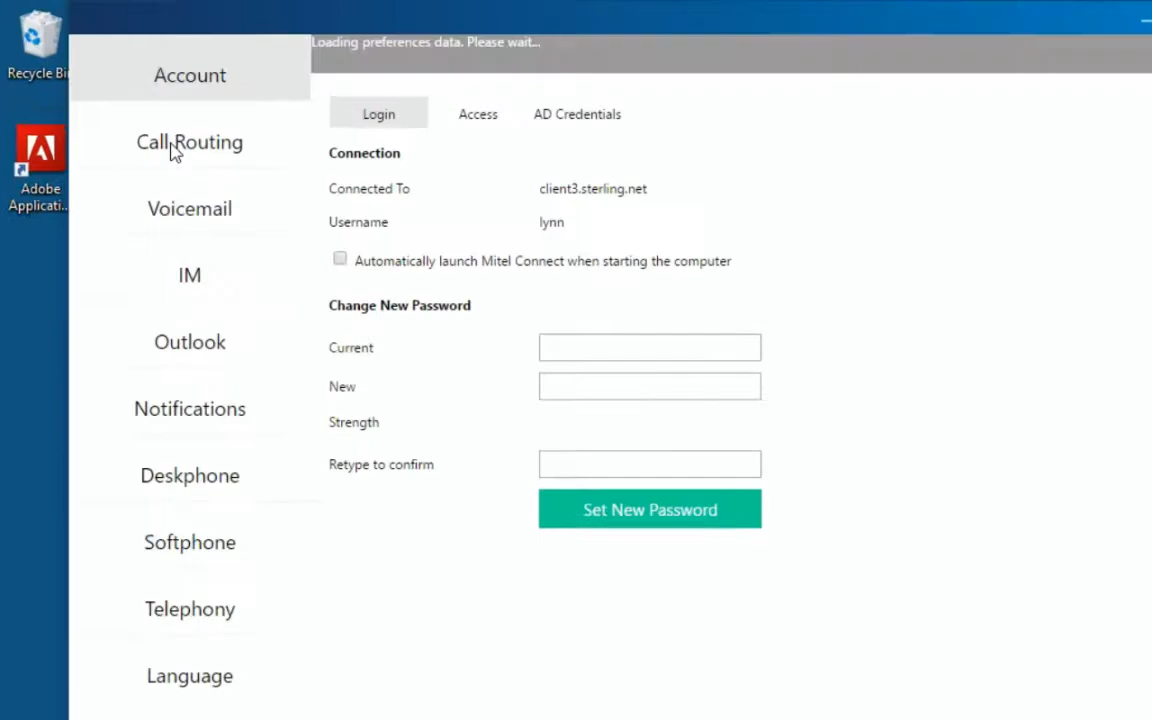 Recycle Bi
Adobe
Applicati..
Account
Call Routing
Voicemail
IM
Outlook
Notifications
Deskphone
Softphone
Telephony
Language
Loading preferences data. Please wait...
Login
Access
AD Credentials
Connection
Connected To client3.sterling.net
Username lynn
Automatically launch Mitel Connect when starting the computer
Change New Password
Current
New
Strength
Retype to confirm
Set New Password